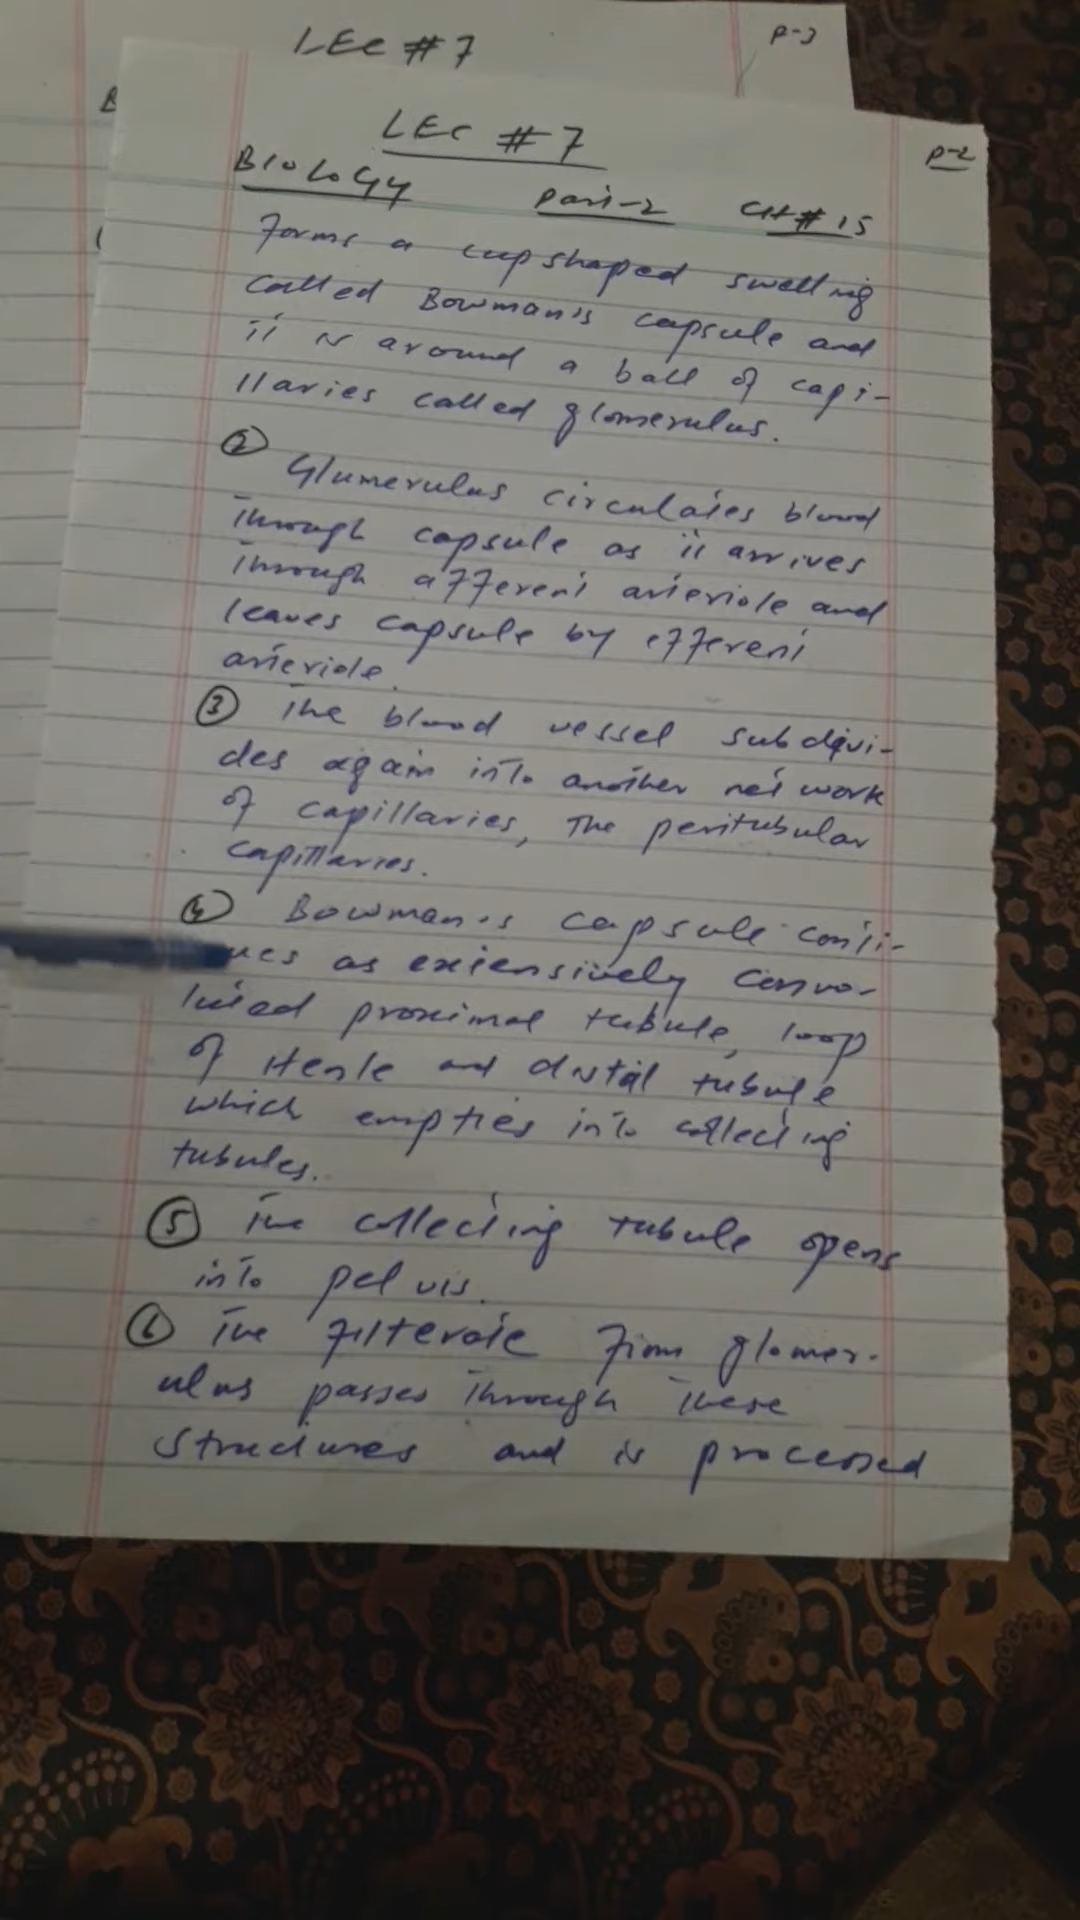 LEC # 7
P-3
LEC # 7
P-2
BIOLOGY Part-2 CH# 15
Forms a cup shaped swelling
called Bowman's capsule and
it is around a ball of capi-
llaries called glomerulus.
② Glumerulus circulates blood
through capsule as it arrives
through afferent arteriole and
leaves capsule by efferent
arteriole.
③ The blood vessel subdivi-
des again into another net work
of capillaries, The peritubular
capillaries.
④ Bowman's capsule conti-
nues as extensively convo-
luted proximal tubule, loop
of Henle and distal tubule
which empties into collecting
tubules.
⑤ The collecting tubule opens
into pelvis.
⑥ The filterate from glomer-
ulus passes through these
structures and is processed